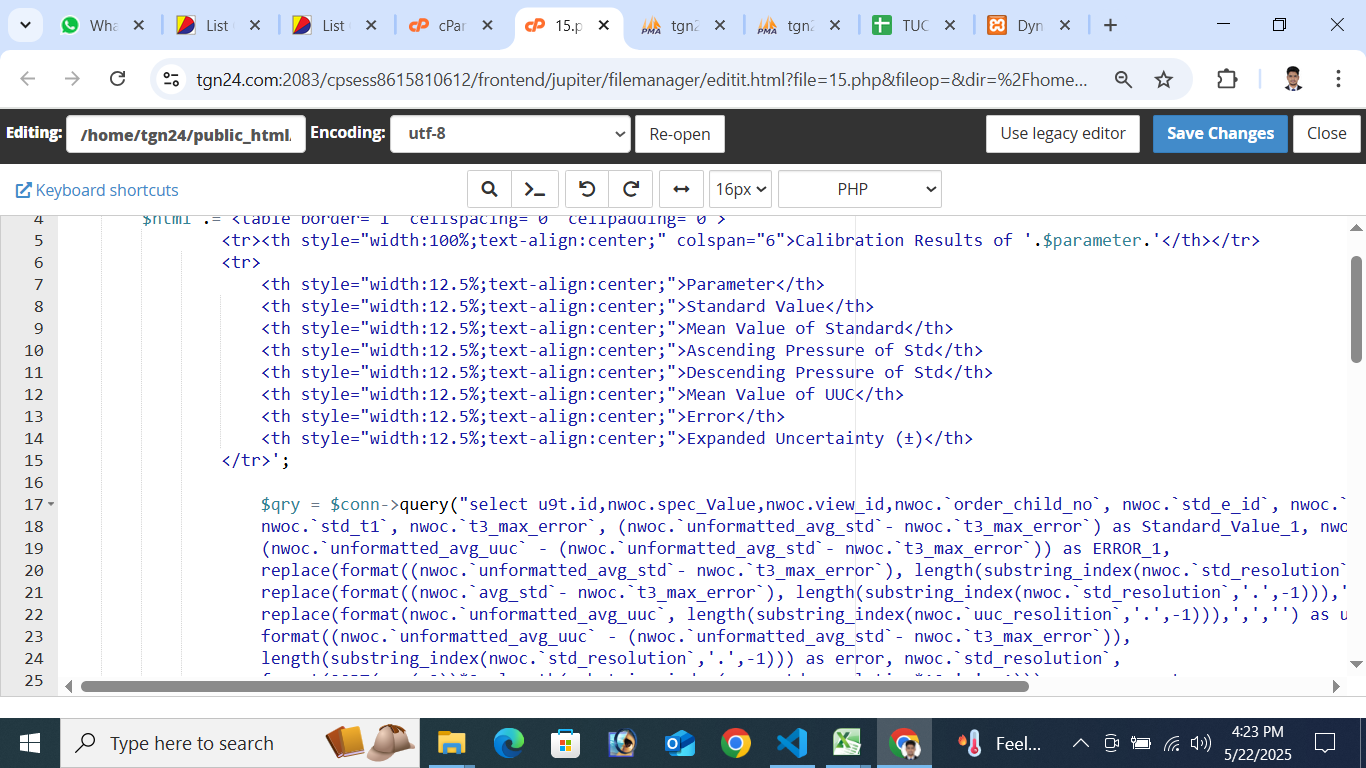 Wha
List
List
cPar
15.p
tgn2
tgn2
TUC
Dyn
tgn24.com:2083/cpsess8615810612/frontend/jupiter/filemanager/editit.html?file=15.php&fileop=&dir=%2Fhome...
Editing: /home/tgn24/public_html. Encoding: utf-8 Re-open Use legacy editor Save Changes Close
Keyboard shortcuts 16px PHP
4 $html .= '<table border="1" cellspacing="0" cellpadding="0">
5 <tr><th style="width:100%;text-align:center;" colspan="6">Calibration Results of '.$parameter.'</th></tr>
6 <tr>
7 <th style="width:12.5%;text-align:center;">Parameter</th>
8 <th style="width:12.5%;text-align:center;">Standard Value</th>
9 <th style="width:12.5%;text-align:center;">Mean Value of Standard</th>
10 <th style="width:12.5%;text-align:center;">Ascending Pressure of Std</th>
11 <th style="width:12.5%;text-align:center;">Descending Pressure of Std</th>
12 <th style="width:12.5%;text-align:center;">Mean Value of UUC</th>
13 <th style="width:12.5%;text-align:center;">Error</th>
14 <th style="width:12.5%;text-align:center;">Expanded Uncertainty (±)</th>
15 </tr>';
16
17 $qry = $conn->query("select u9t.id,nwoc.spec_Value,nwoc.view_id,nwoc.`order_child_no`, nwoc.`std_e_id`, nwoc.`
18 nwoc.`std_t1`, nwoc.`t3_max_error`, (nwoc.`unformatted_avg_std`- nwoc.`t3_max_error`) as Standard_Value_1, nwo
19 (nwoc.`unformatted_avg_uuc` - (nwoc.`unformatted_avg_std`- nwoc.`t3_max_error`)) as ERROR_1,
20 replace(format((nwoc.`unformatted_avg_std`- nwoc.`t3_max_error`), length(substring_index(nwoc.`std_resolution`
21 replace(format((nwoc.`avg_std`- nwoc.`t3_max_error`), length(substring_index(nwoc.`std_resolution`,'.',-1))),'
22 replace(format(nwoc.`unformatted_avg_uuc`, length(substring_index(nwoc.`uuc_resolition`,'.',-1))),',','') as u
23 format((nwoc.`unformatted_avg_uuc` - (nwoc.`unformatted_avg_std`- nwoc.`t3_max_error`)),
24 length(substring_index(nwoc.`std_resolution`,'.',-1))) as error, nwoc.`std_resolution`,
25
Type here to search
Feel...
4:23 PM
5/22/2025